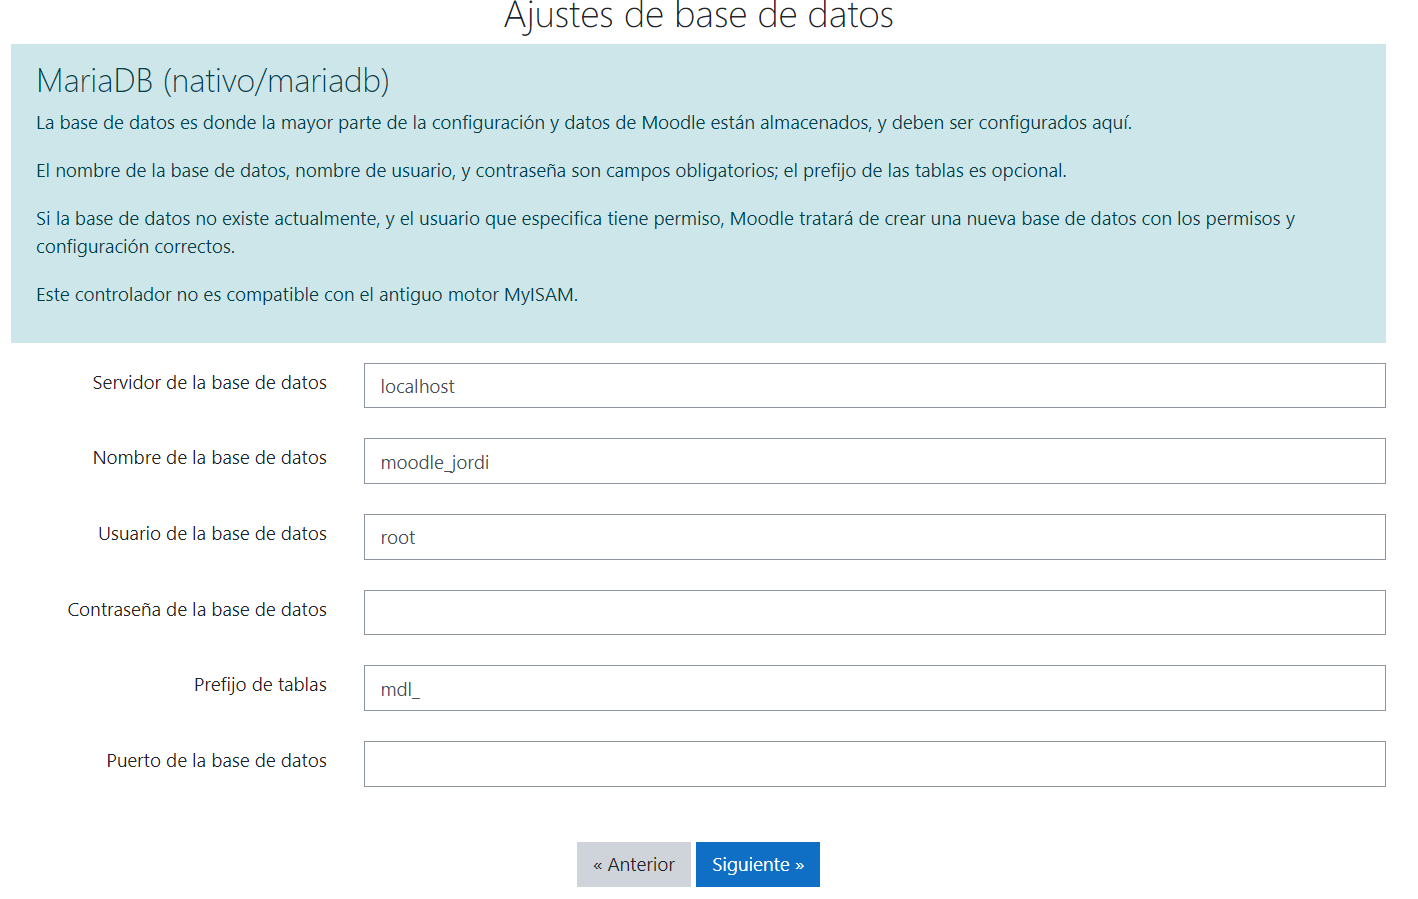 Ajustes de base de datos
MariaDB (nativo/mariadb)
La base de datos es donde la mayor parte de la configuración y datos de Moodle están almacenados, y deben ser configurados aquí.
El nombre de la base de datos, nombre de usuario, y contraseña son campos obligatorios; el prefijo de las tablas es opcional.
Si la base de datos no existe actualmente, y el usuario que especifica tiene permiso, Moodle tratará de crear una nueva base de datos con los permisos y
configuración correctos.
Este controlador no es compatible con el antiguo motor MyISAM.
Servidor de la base de datos
localhost
Nombre de la base de datos
moodle_jordi
Usuario de la base de datos
root
Contraseña de la base de datos
Prefijo de tablas
mdl_
Puerto de la base de datos
« Anterior
Siguiente »